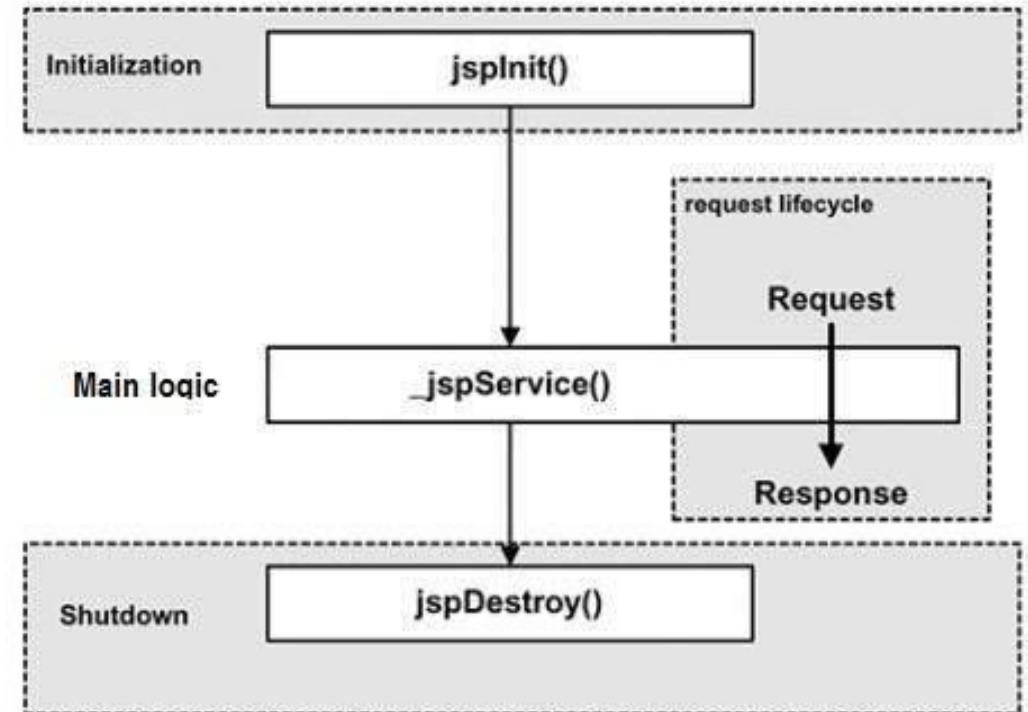 Initialization
jspInit()
request lifecycle
Request
Main logic
_jspService()
Response
Shutdown
jspDestroy()